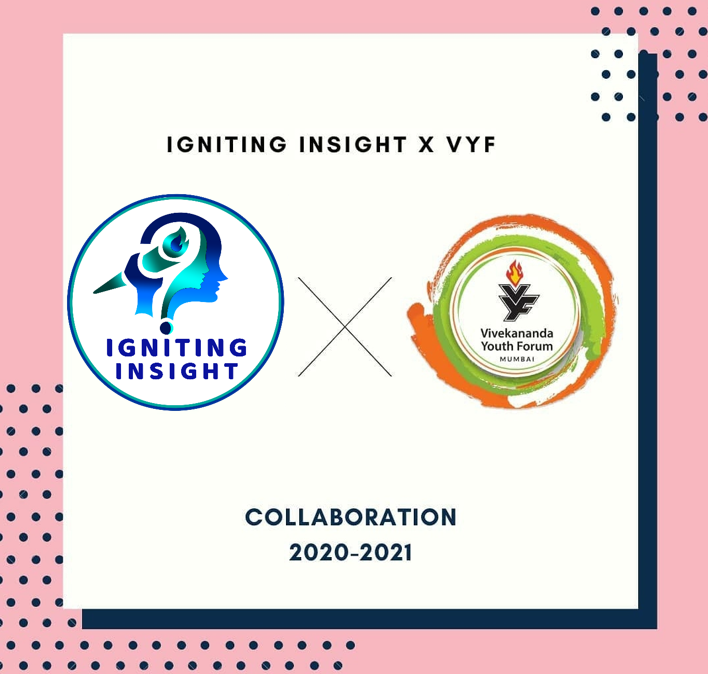 IGNITING INSIGHT X VYF
IGNITING
INSIGHT
VYF
Vivekananda
Youth Forum
MUMBAI
COLLABORATION
2020-2021